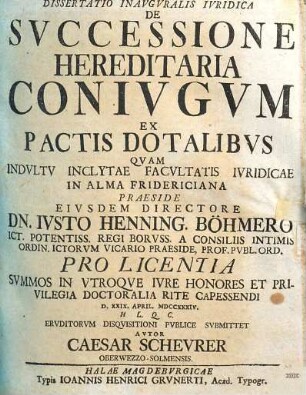 DISSERTATIO INAVGVRALIS IVRIDICA
DE
SVCCESSIONE
HEREDITARIA
CONIVGVM
EX
PACTIS DOTALIBVS
QVAM
INDVLTV INCLYTAE FACVLTATIS IVRIDICAE
IN ALMA FRIDERICIANA
PRAESIDE
EIVSDEM DIRECTORE
DN. IVSTO HENNING. BÖHMERO
ICT. POTENTISS. REGI BORVSS. A CONSILIIS INTIMIS
ORDIN. ICTORVM VICARIO PRAESIDE, PROF. PVBL. ORD.
PRO LICENTIA
SVMMOS IN VTROQVE IVRE HONORES ET PRI-
VILEGIA DOCTORALIA RITE CAPESSENDI
D. XXIX. APRIL. MDCCXXXIV.
H L. Q. C.
ERVDITORVM DISQVISITIONI PVBLICE SVBMITTET
AVTOR
CAESAR SCHEVRER
OBERWEZZO-SOLMENSIS.
HALAE MAGDEBVRGICAE
Typis IOANNIS HENRICI GRVNERTI, Acad. Typogr.